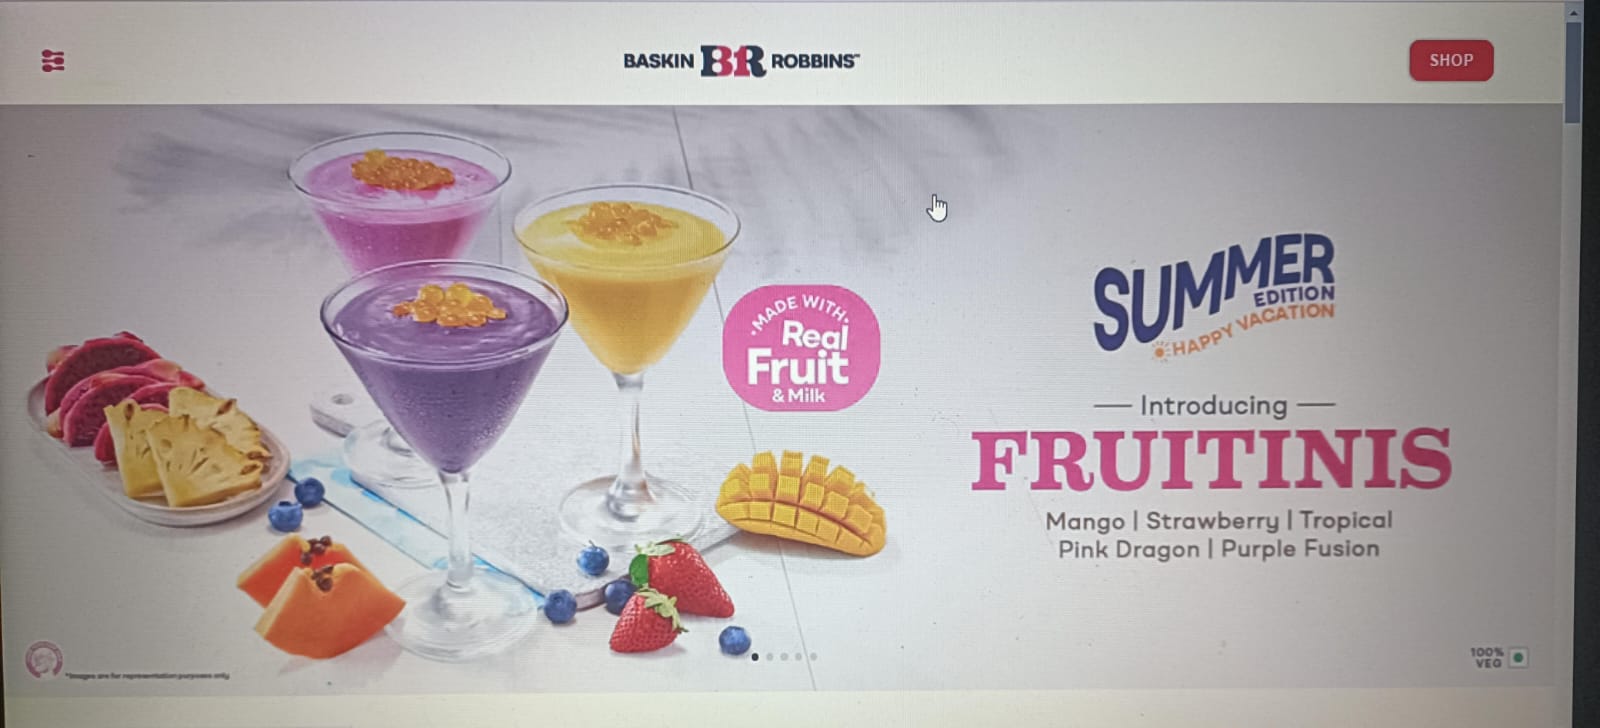 BASKIN BR ROBBINS™
SHOP
·MADE WITH·
Real
Fruit
& Milk
SUMMER
EDITION
HAPPY VACATION
Introducing
FRUITINIS
Mango | Strawberry | Tropical
Pink Dragon | Purple Fusion
*Images are for representation purposes only
100%
VEG